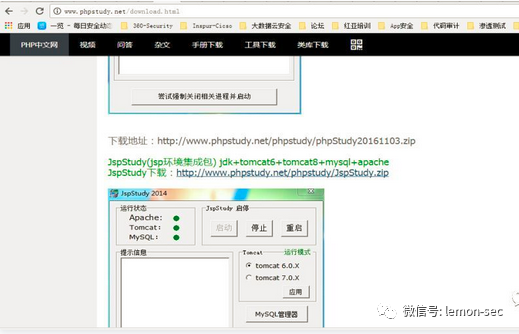 www.phpstudy.net/download.html
应用 一览 - 每日安全动态 360-Security Inspur-Cicso 大数据云安全 论坛 红亚培训 App安全 代码审计 渗透测试
PHP中文网 视频 问答 杂文 手册下载 工具下载 类库下载
尝试强制关闭相关进程并启动
下载地址：http://www.phpstudy.net/phpstudy/phpStudy20161103.zip
JspStudy(jsp环境集成包) jdk+tomcat6+tomcat8+mysql+apache
JspStudy下载：http://www.phpstudy.net/phpstudy/JspStudy.zip
JspStudy 2014
运行状态
Apache:
Tomcat:
MySQL:
JspStudy 启停
启动 停止 重启
提示信息
Tomcat 运行模式
tomcat 6.0.X
tomcat 7.0.X
应用
MySQL管理器
微信号: lemon-sec